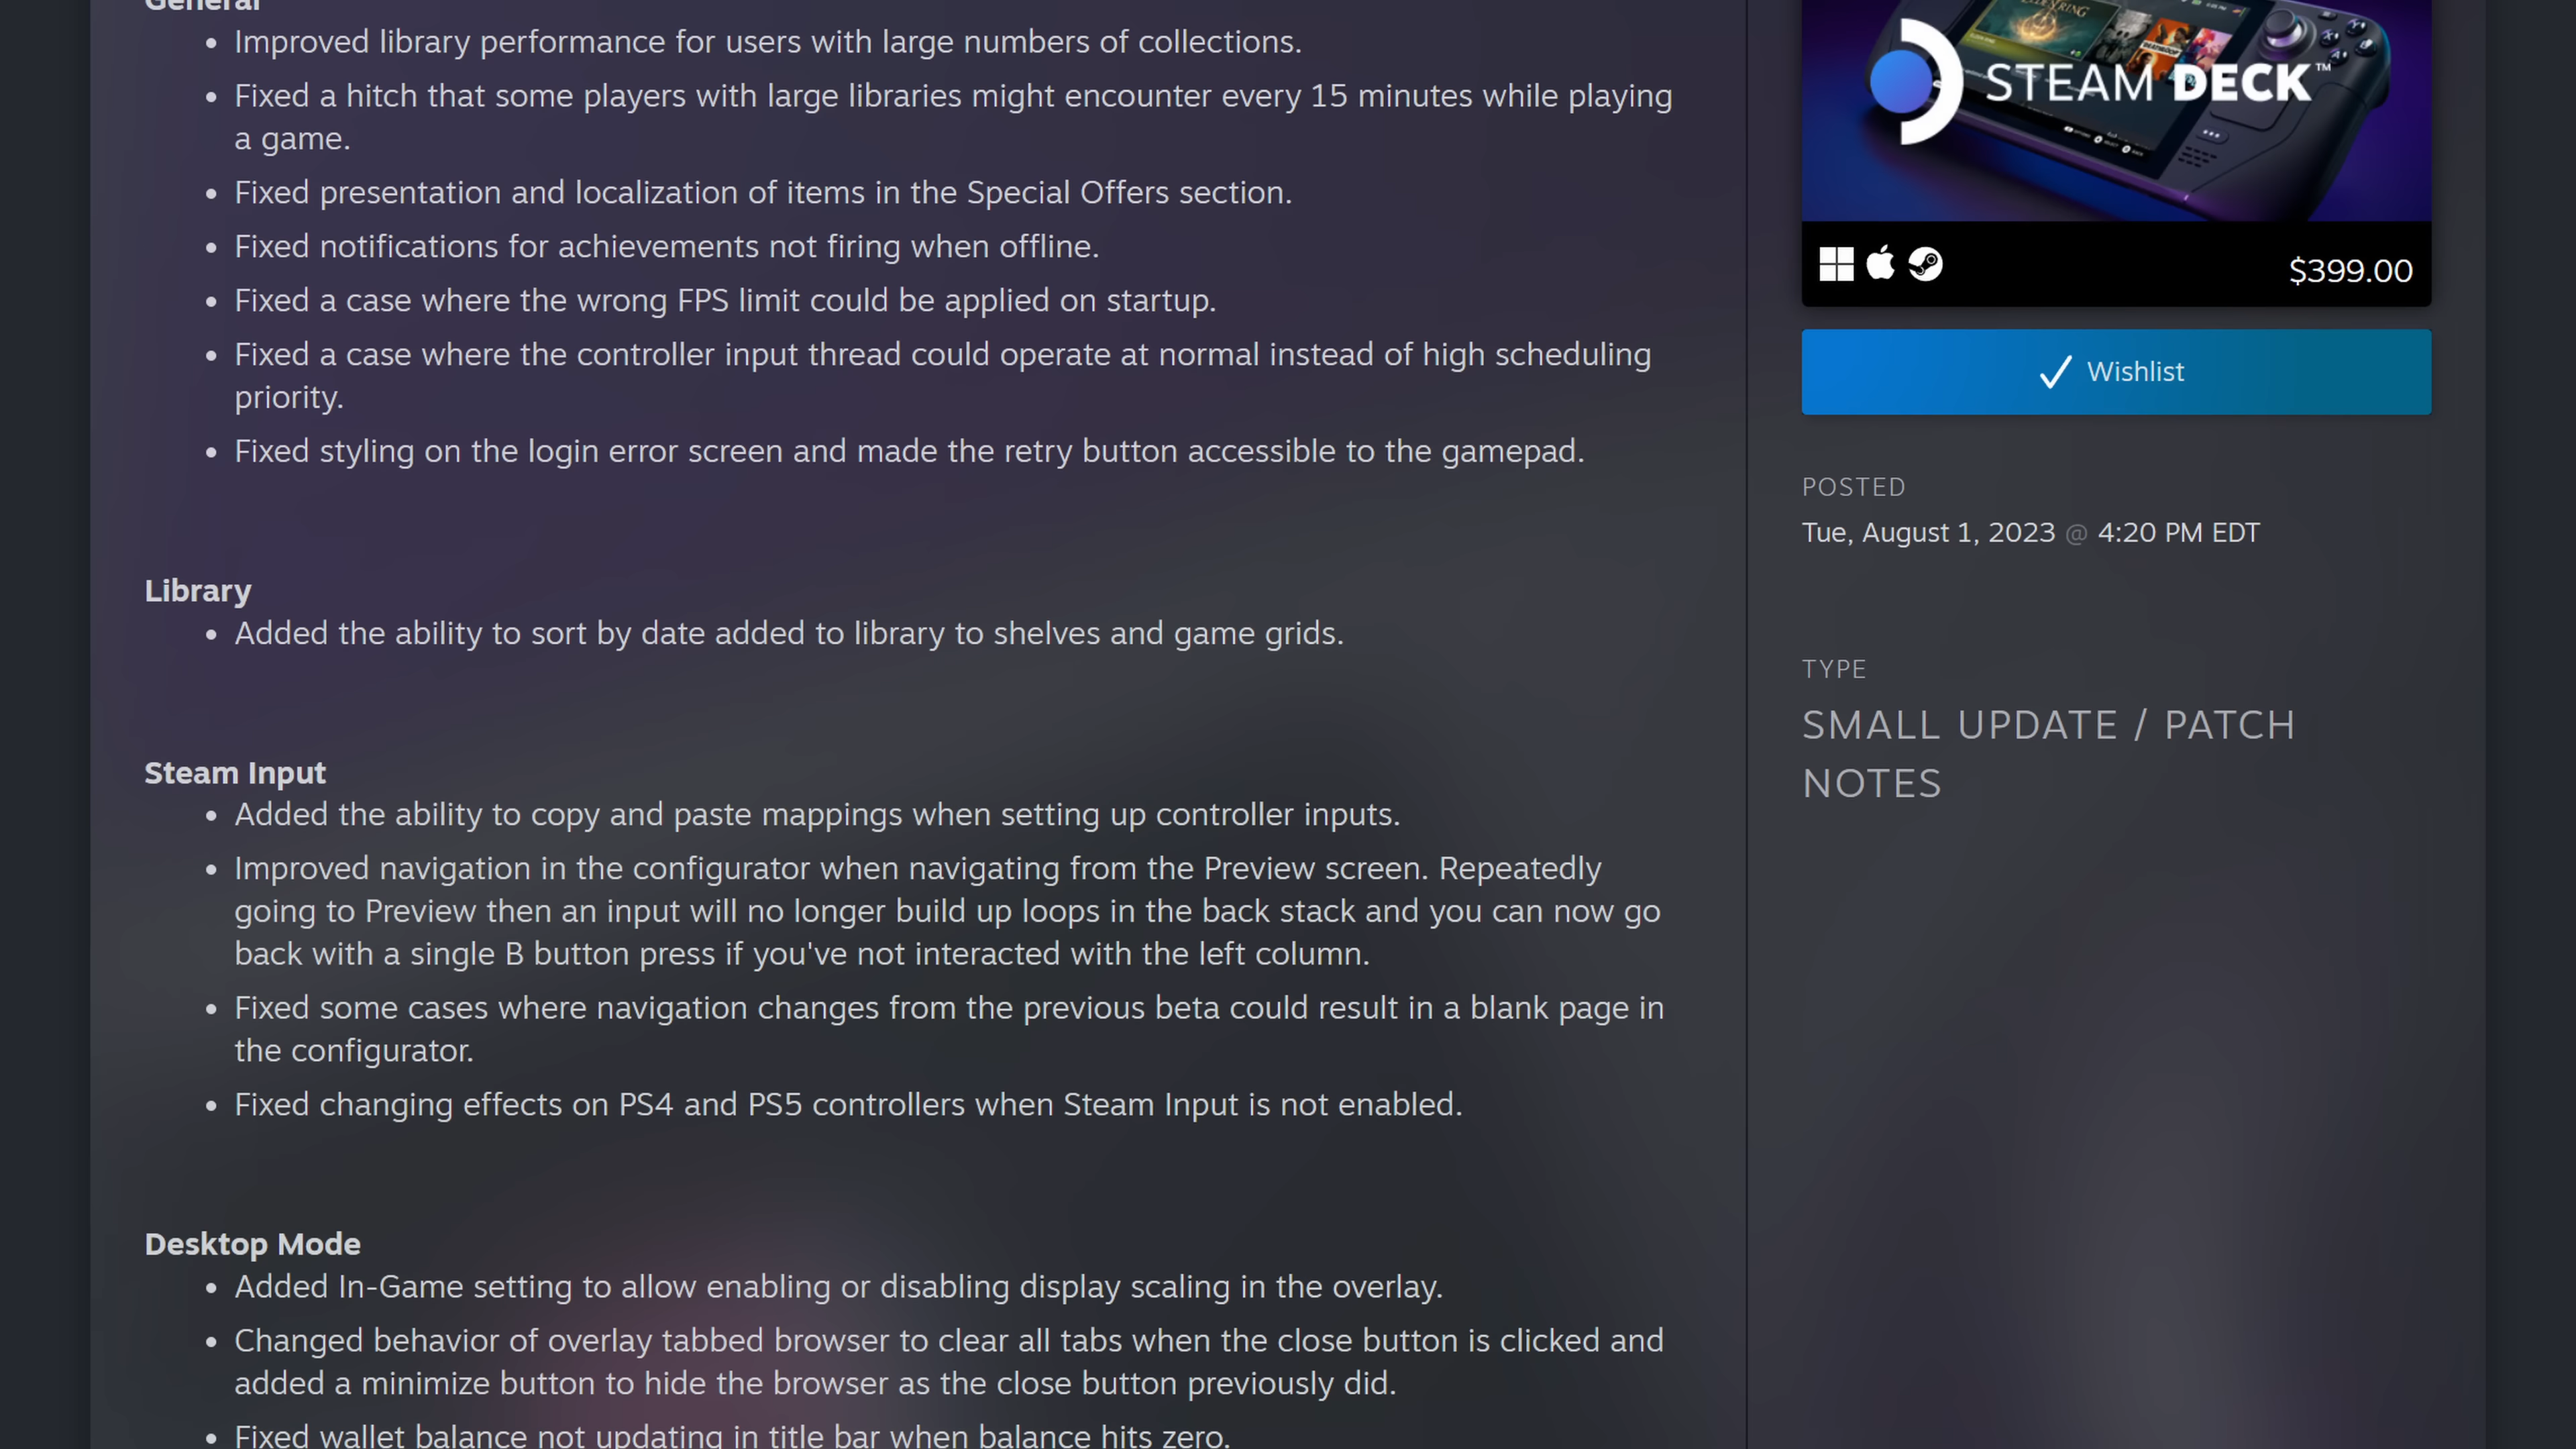 General
Improved library performance for users with large numbers of collections.
Fixed a hitch that some players with large libraries might encounter every 15 minutes while playing
a game.
Fixed presentation and localization of items in the Special Offers section.
Fixed notifications for achievements not firing when offline.
Fixed a case where the wrong FPS limit could be applied on startup.
Fixed a case where the controller input thread could operate at normal instead of high scheduling
priority.
Fixed styling on the login error screen and made the retry button accessible to the gamepad.
Library
Added the ability to sort by date added to library to shelves and game grids.
Steam Input
Added the ability to copy and paste mappings when setting up controller inputs.
Improved navigation in the configurator when navigating from the Preview screen. Repeatedly
going to Preview then an input will no longer build up loops in the back stack and you can now go
back with a single B button press if you've not interacted with the left column.
Fixed some cases where navigation changes from the previous beta could result in a blank page in
the configurator.
Fixed changing effects on PS4 and PS5 controllers when Steam Input is not enabled.
Desktop Mode
Added In-Game setting to allow enabling or disabling display scaling in the overlay.
Changed behavior of overlay tabbed browser to clear all tabs when the close button is clicked and
added a minimize button to hide the browser as the close button previously did.
Fixed wallet balance not updating in title bar when balance hits zero.
STEAM DECK™
$399.00
Wishlist
POSTED
Tue, August 1, 2023 @ 4:20 PM EDT
TYPE
SMALL UPDATE / PATCH
NOTES